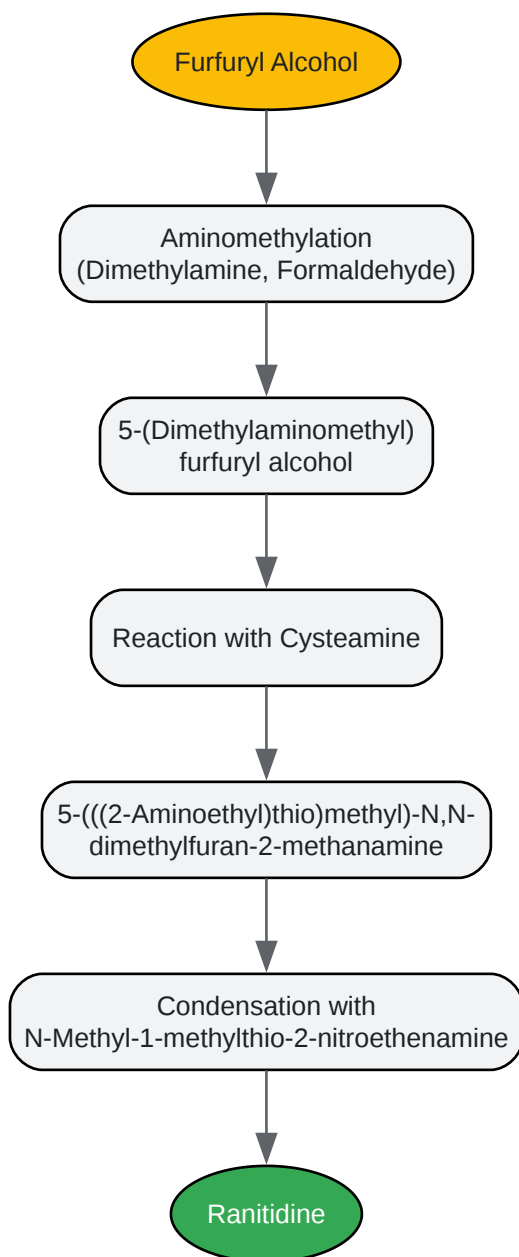 Furfuryl Alcohol
Aminomethylation
(Dimethylamine, Formaldehyde)
5-(Dimethylaminomethyl)
furfuryl alcohol
Reaction with Cysteamine
5-(((2-Aminoethyl)thio)methyl)-N,N-
dimethylfuran-2-methanamine
Condensation with
N-Methyl-1-methylthio-2-nitroethenamine
Ranitidine